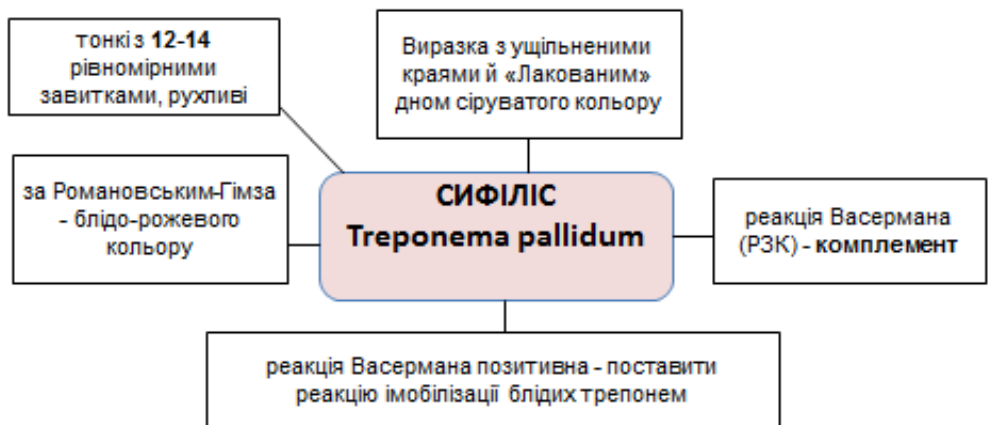 тонкі з 12-14
рівномірними
завитками, рухливі
Виразка з ущільненими
краями й «Лакованим»
дном сіруватого кольору
за Романовським-Гімза
- блідо-рожевого
кольору
СИФІЛІС
Treponema pallidum
реакція Васермана
(РЗК) - комплемент
реакція Васермана позитивна - поставити
реакцію імобілізації блідих трепонем